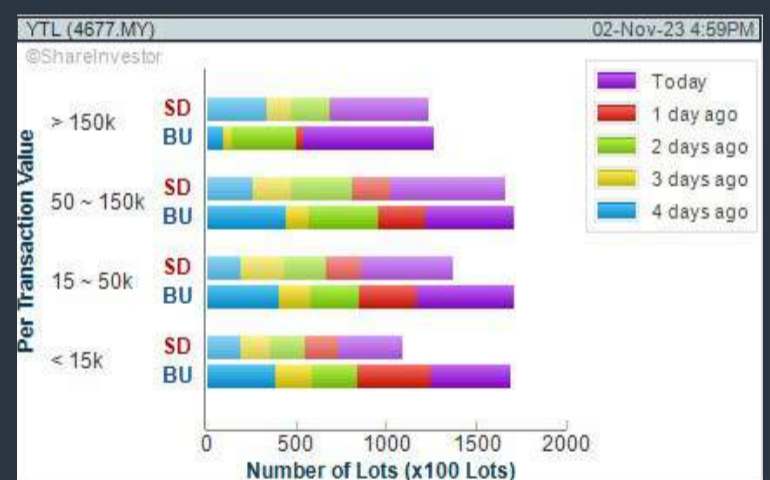 YTL (4677.MY) 02-Nov-23 4:59PM
©ShareInvestor
Today
1 day ago
2 days ago
3 days ago
4 days ago
Per Transaction Value
> 150k
SD
BU
50 ~ 150k
SD
BU
15 ~ 50k
SD
BU
< 15k
SD
BU
0 500 1000 1500 2000
Number of Lots (x100 Lots)